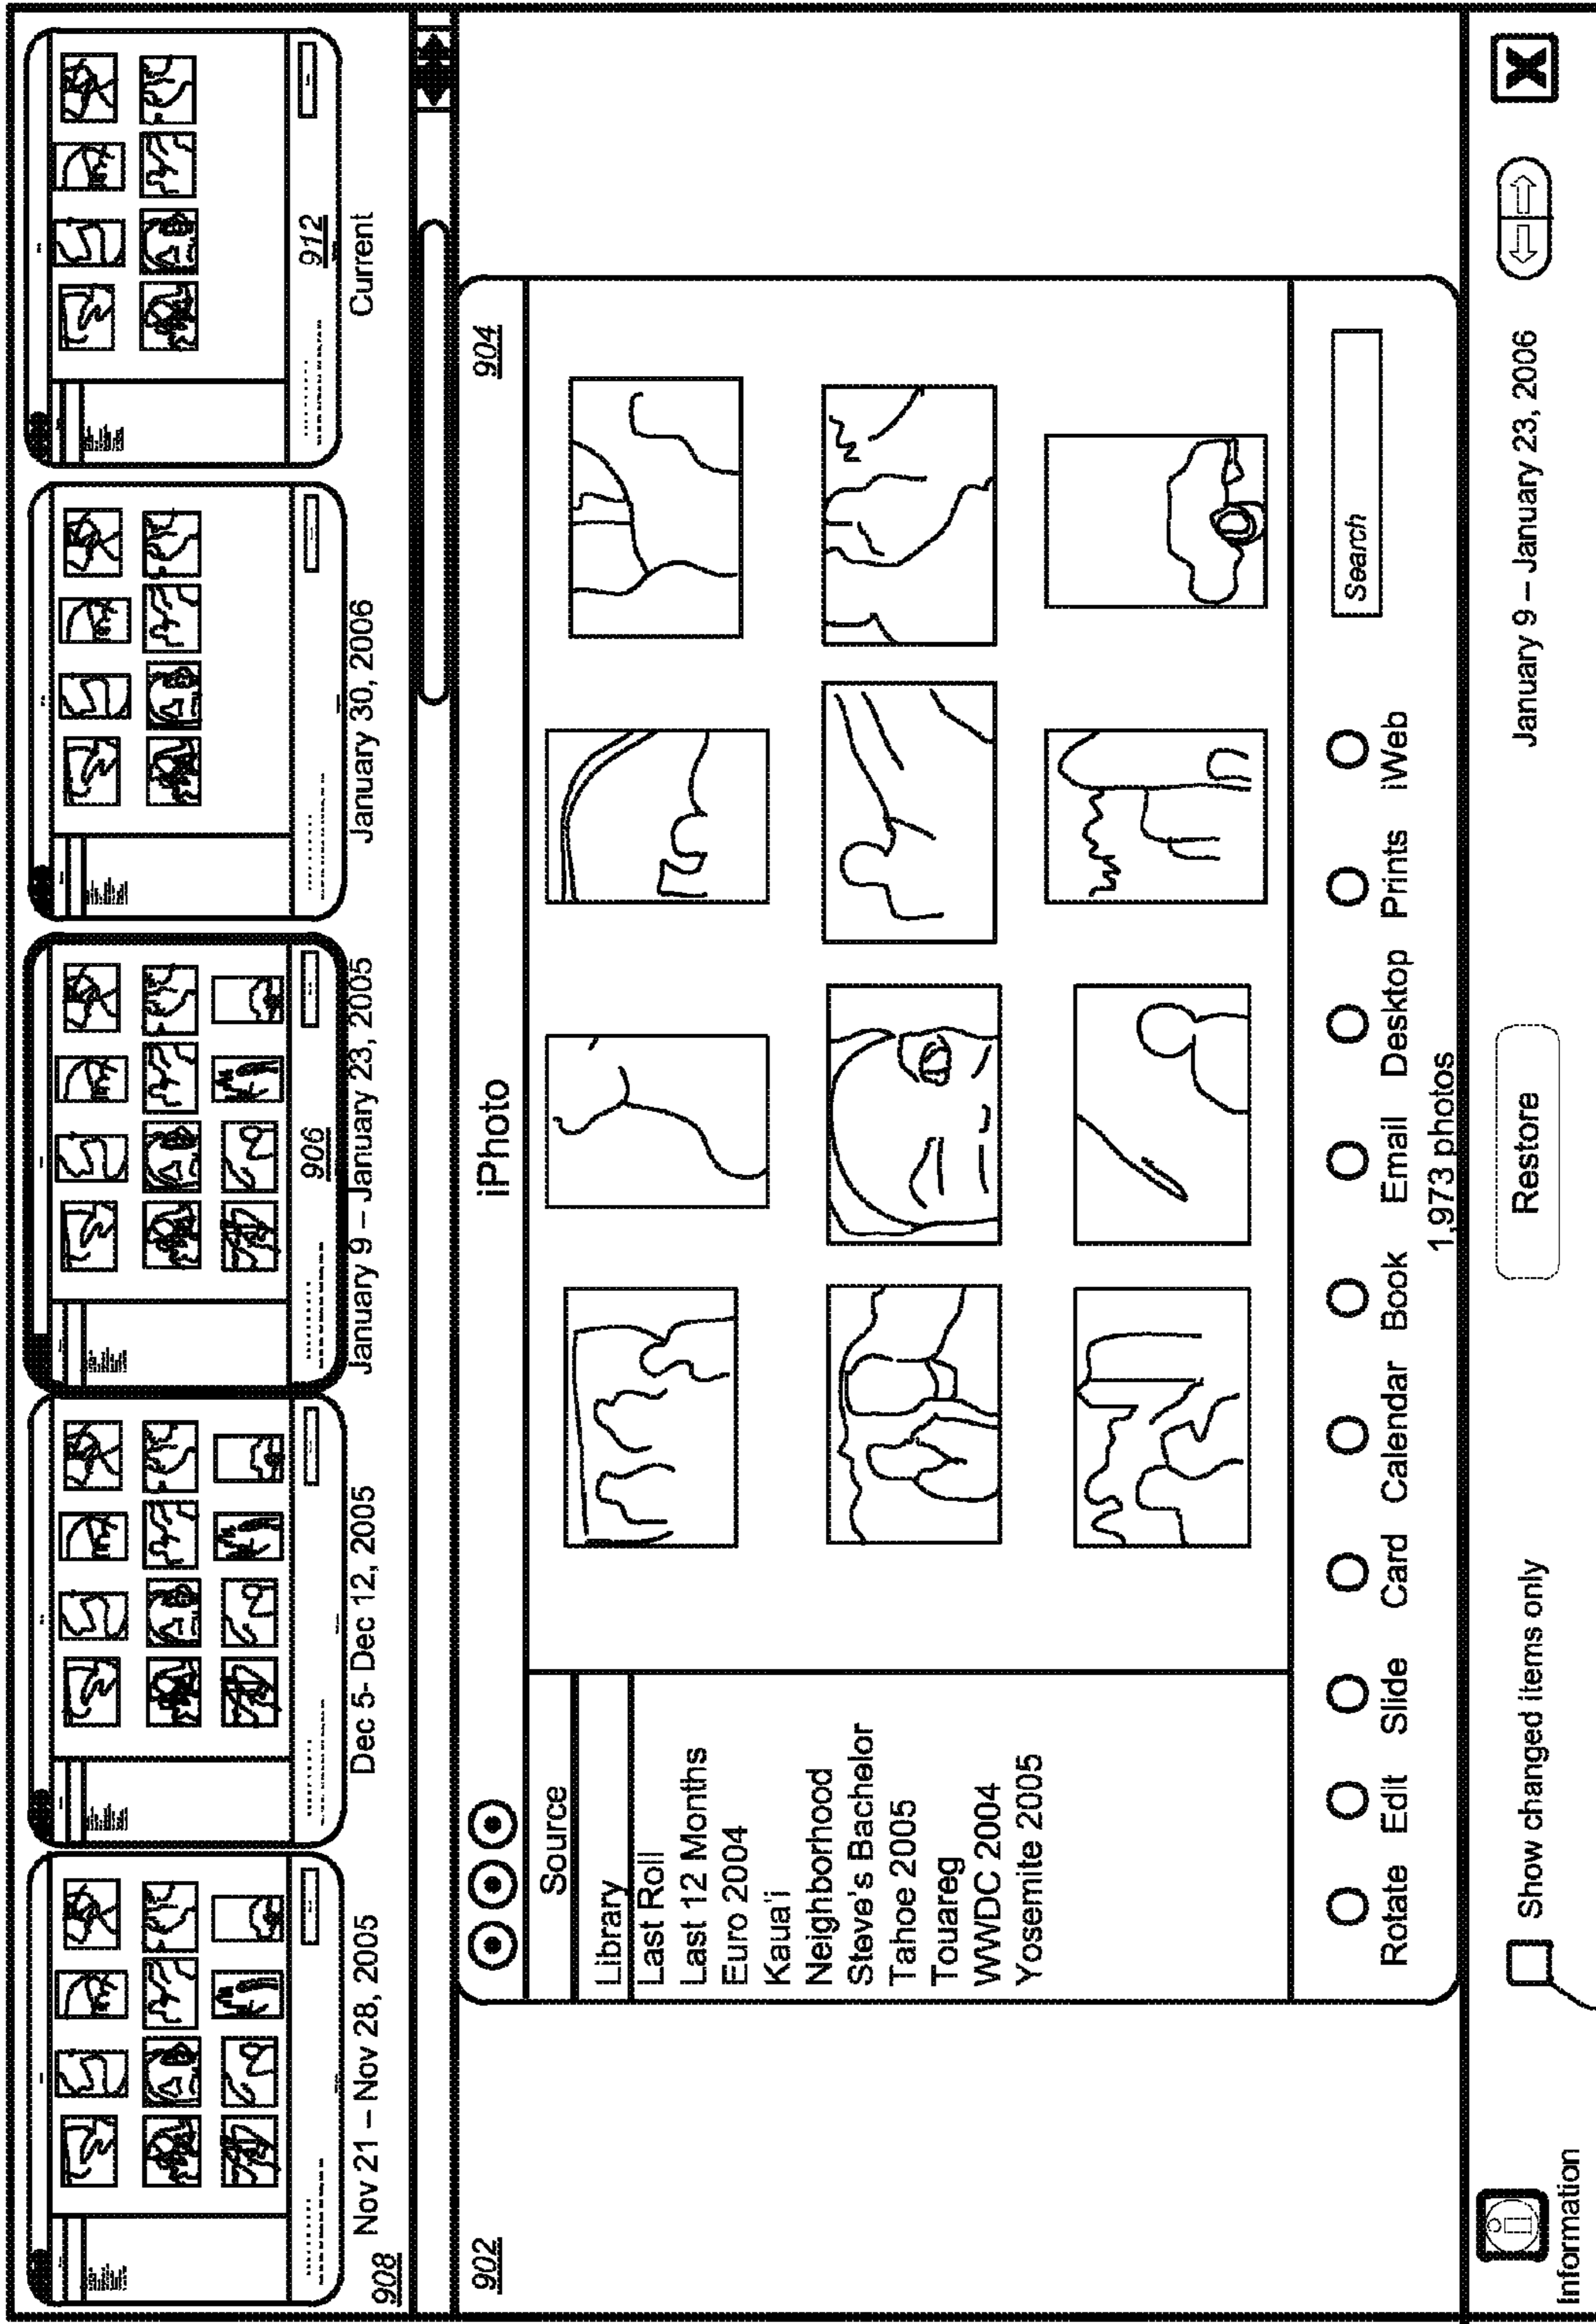 Nov 21 – Nov 28, 2005
Dec 5- Dec 12, 2005
906
January 9 – January 23, 2005
January 30, 2006
912
Current
908
902
iPhoto
904
Source
Library
Last Roll
Last 12 Months
Euro 2004
Kaua'i
Neighborhood
Steve's Bachelor
Tahoe 2005
Touareg
WWDC 2004
Yosemite 2005
Search
Rotate Edit Slide Card Calendar Book Email Desktop Prints iWeb
1,973 photos
Information
Show changed items only
Restore
January 9 – January 23, 2006
X